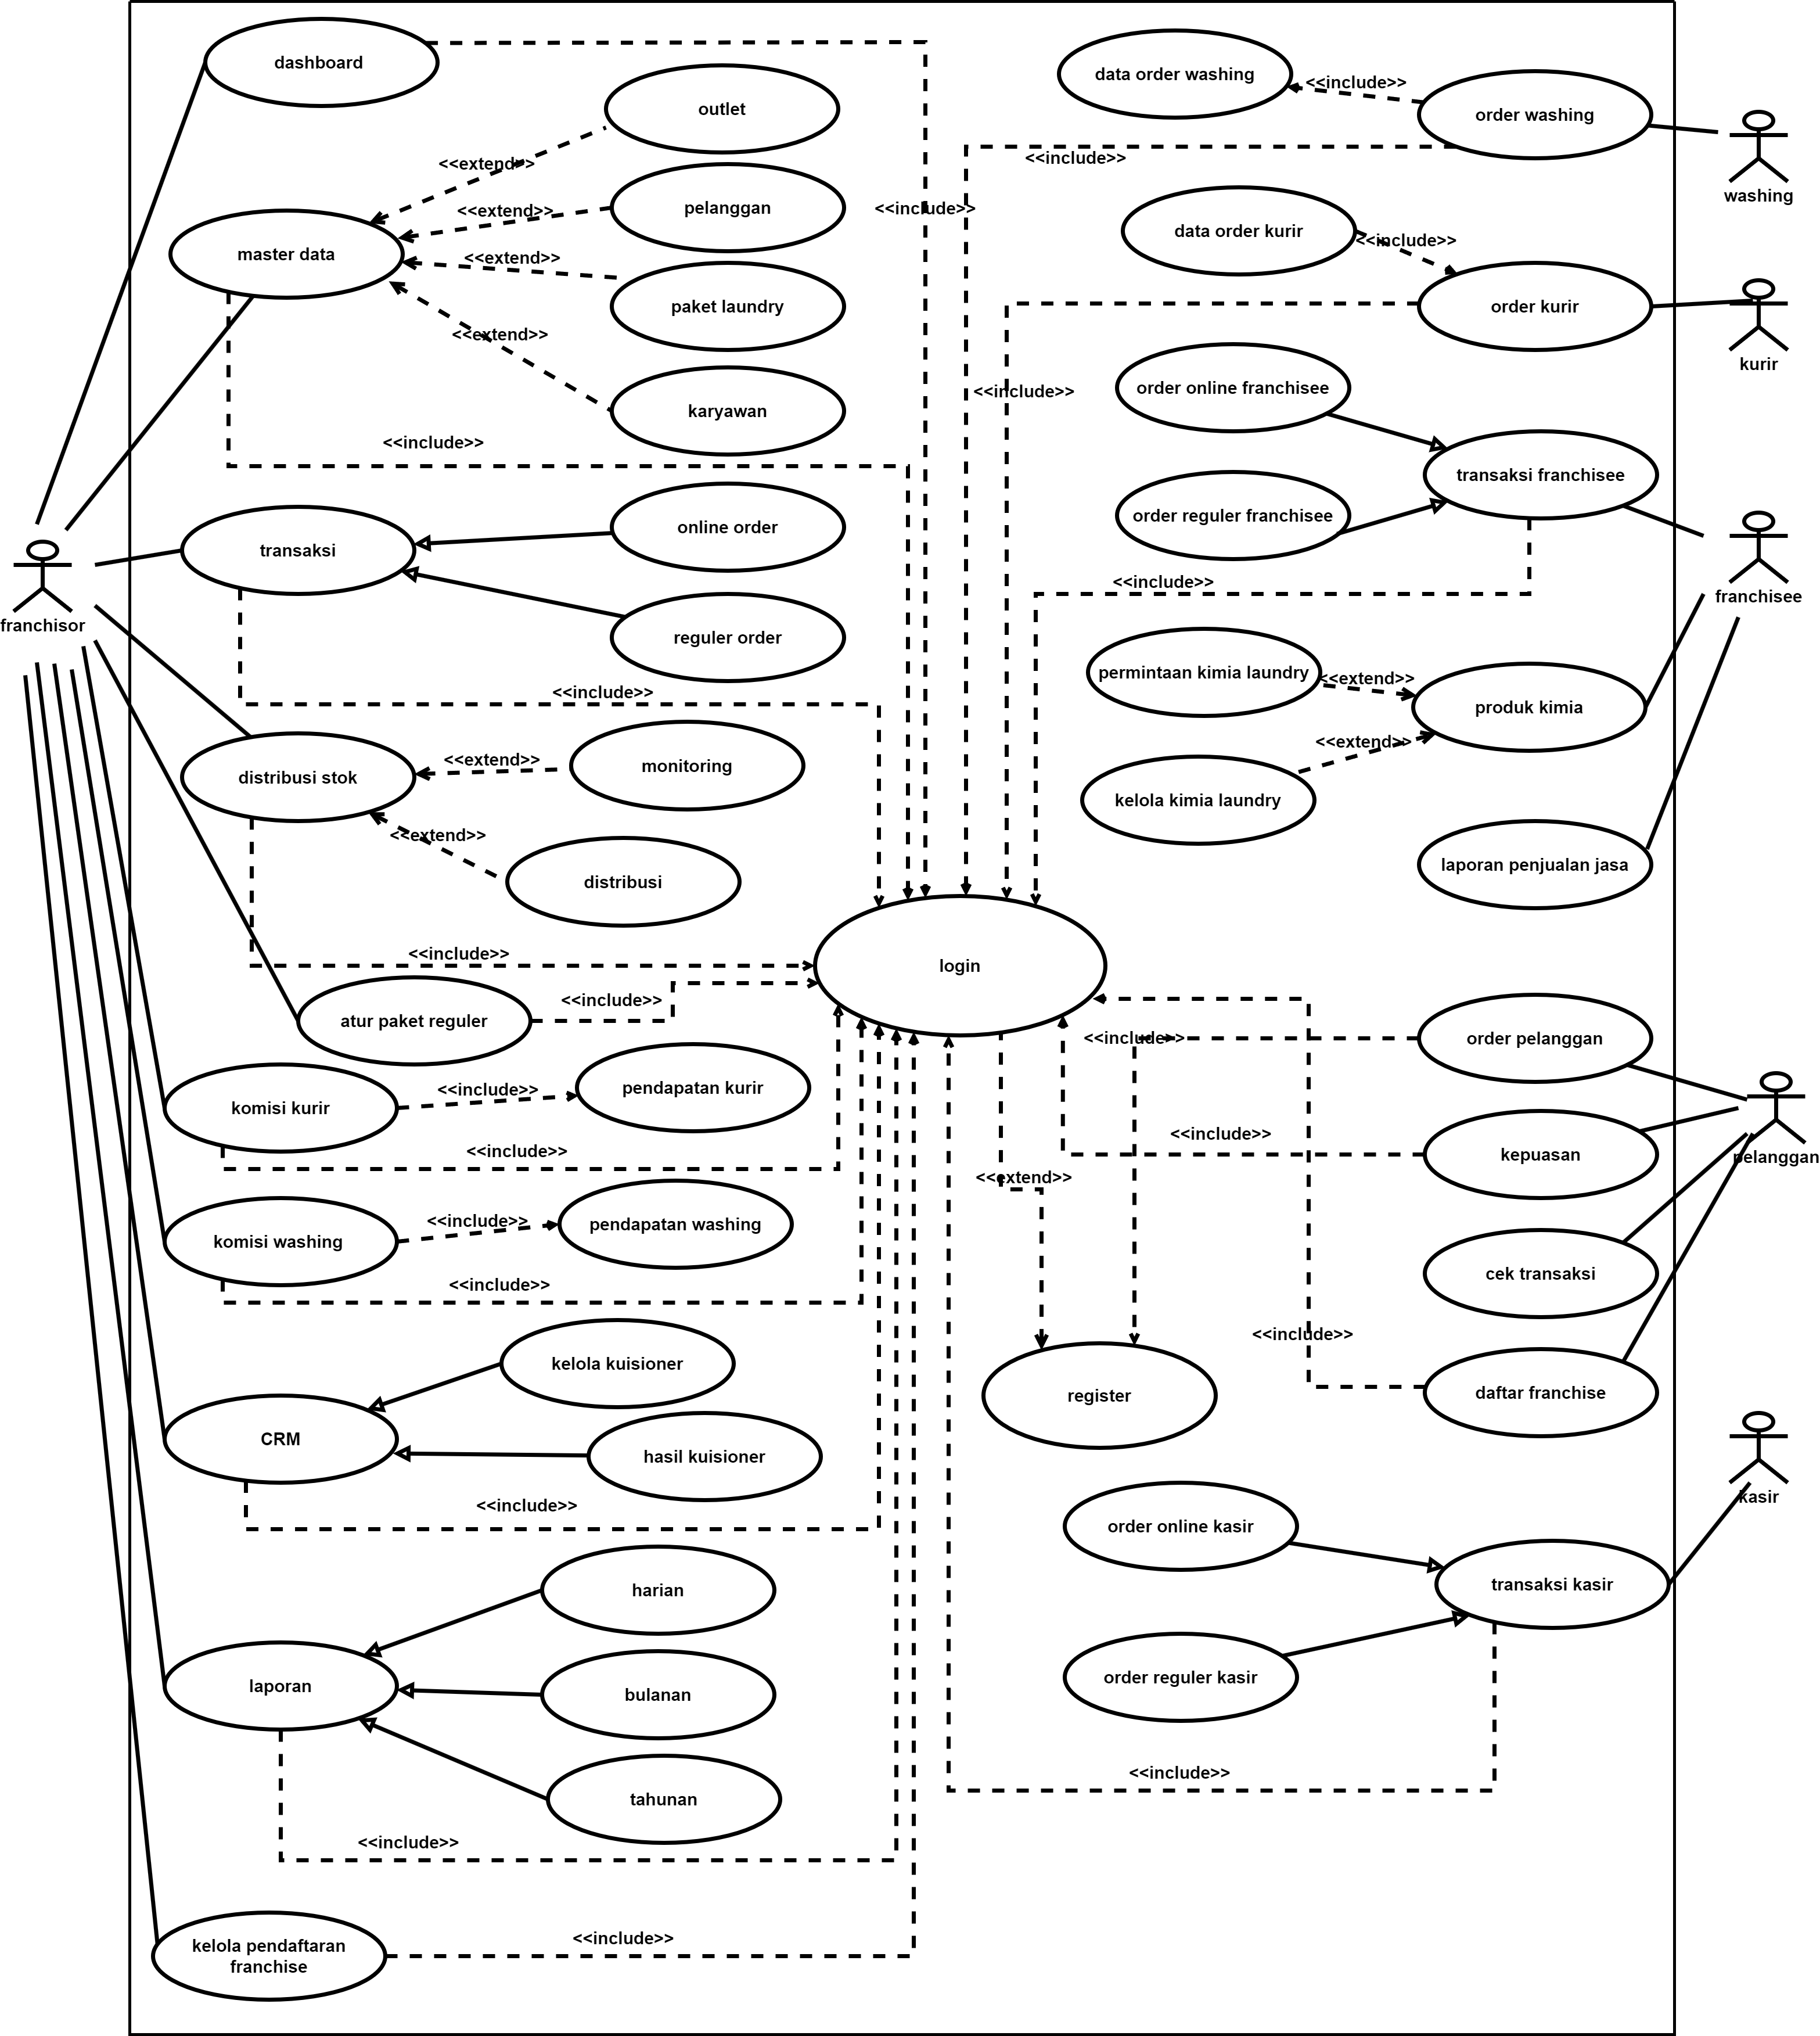 dashboard
data order washing
<<include>>
outlet
order washing
<<extend>>
<<include>>
washing
pelanggan
<<extend>>
<<include>>
data order kurir
<<include>>
master data
<<extend>>
paket laundry
order kurir
<<extend>>
kurir
order online franchisee
<<include>>
karyawan
<<include>>
transaksi franchisee
order reguler franchisee
online order
transaksi
<<include>>
franchisee
franchisor
reguler order
permintaan kimia laundry
<<extend>>
<<include>>
produk kimia
<<extend>>
<<extend>>
monitoring
distribusi stok
kelola kimia laundry
<<extend>>
laporan penjualan jasa
distribusi
<<include>>
login
<<include>>
atur paket reguler
<<include>>
order pelanggan
pendapatan kurir
<<include>>
komisi kurir
<<include>>
<<include>>
kepuasan
pelanggan
<<extend>>
<<include>>
pendapatan washing
komisi washing
cek transaksi
<<include>>
<<include>>
kelola kuisioner
register
daftar franchise
CRM
hasil kuisioner
kasir
<<include>>
order online kasir
harian
transaksi kasir
order reguler kasir
laporan
bulanan
<<include>>
tahunan
<<include>>
<<include>>
kelola pendaftaran
franchise